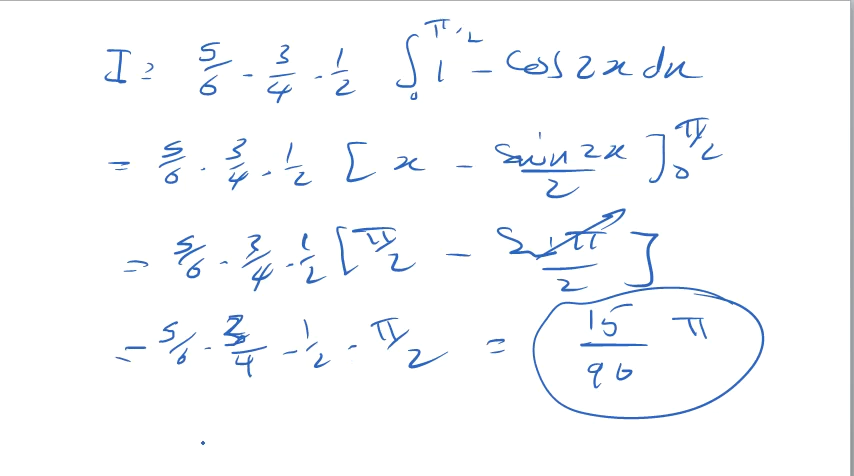 I = 5/6 · 3/4 · 1/2 ∫₀^π/2 1 - cos 2x dx
= 5/6 · 3/4 · 1/2 [ x - sin 2x / 2 ]₀^π/2
= 5/6 · 3/4 · 1/2 [ π/2 - sin π / 2 ]
= 5/6 · 3/4 · 1/2 · π/2 = 15/96 π